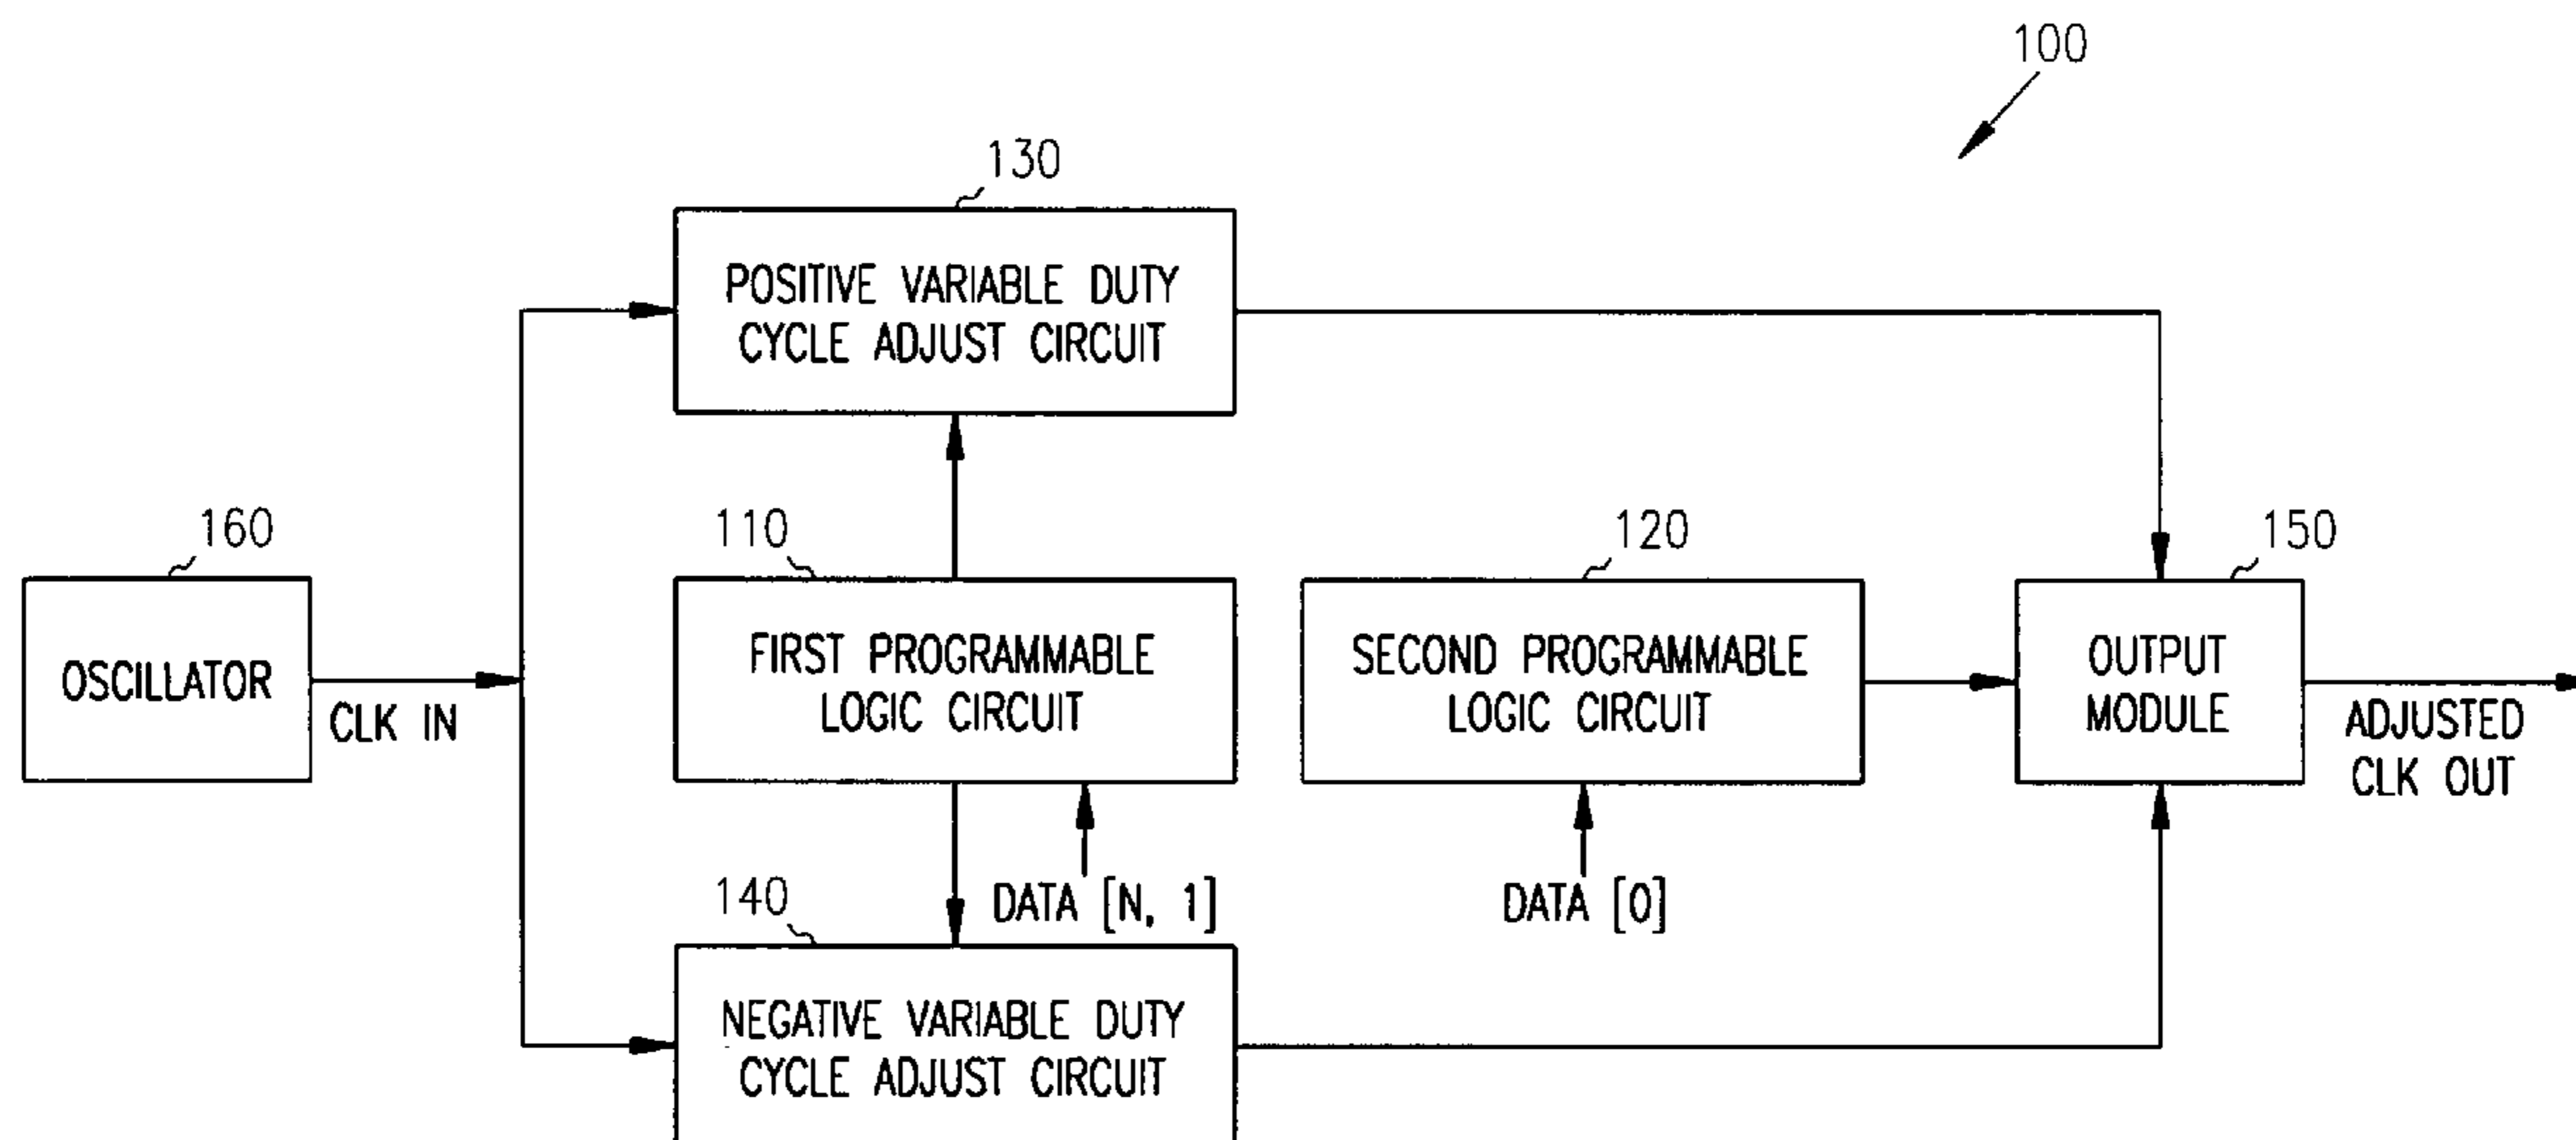 100
130
POSITIVE VARIABLE DUTY
CYCLE ADJUST CIRCUIT
160
OSCILLATOR
CLK IN
110
FIRST PROGRAMMABLE
LOGIC CIRCUIT
120
SECOND PROGRAMMABLE
LOGIC CIRCUIT
150
OUTPUT
MODULE
ADJUSTED
CLK OUT
DATA [N, 1]
DATA [0]
140
NEGATIVE VARIABLE DUTY
CYCLE ADJUST CIRCUIT